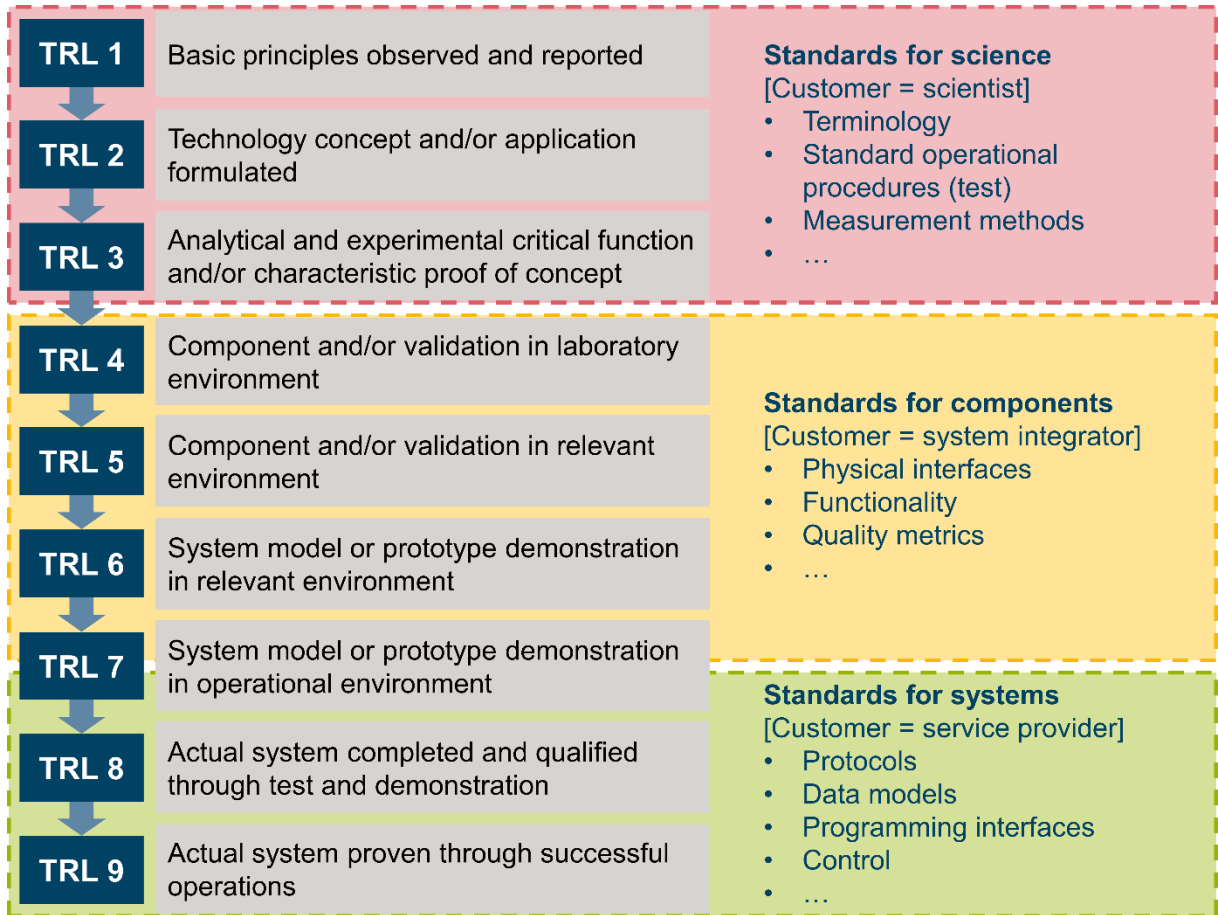 TRL 1
Basic principles observed and reported
TRL 2
Technology concept and/or application
formulated
TRL 3
Analytical and experimental critical function
and/or characteristic proof of concept
Standards for science
[Customer = scientist]
• Terminology
• Standard operational
procedures (test)
• Measurement methods
• …
TRL 4
Component and/or validation in laboratory
environment
TRL 5
Component and/or validation in relevant
environment
TRL 6
System model or prototype demonstration
in relevant environment
TRL 7
System model or prototype demonstration
in operational environment
Standards for components
[Customer = system integrator]
• Physical interfaces
• Functionality
• Quality metrics
• …
TRL 8
Actual system completed and qualified
through test and demonstration
TRL 9
Actual system proven through successful
operations
Standards for systems
[Customer = service provider]
• Protocols
• Data models
• Programming interfaces
• Control
• …